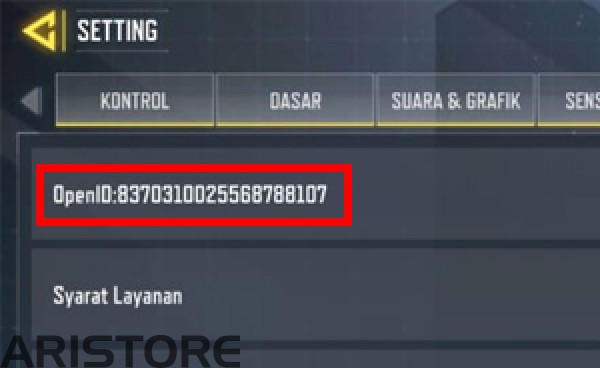 SETTING
KONTROL DASAR SUARA & GRAFIK SENS
OpenID:8370310025568788107
Syarat Layanan
ARISTORE